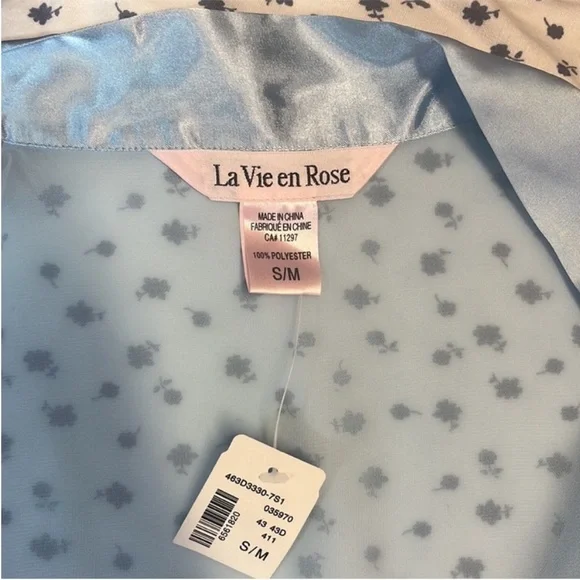 La Vie en Rose
MADE IN CHINA
FABRIQUÉ EN CHINE
CA# 11297
100% POLYESTER
S/M
463D3330-7S1
035970
43 43D
411
6561820
S/M